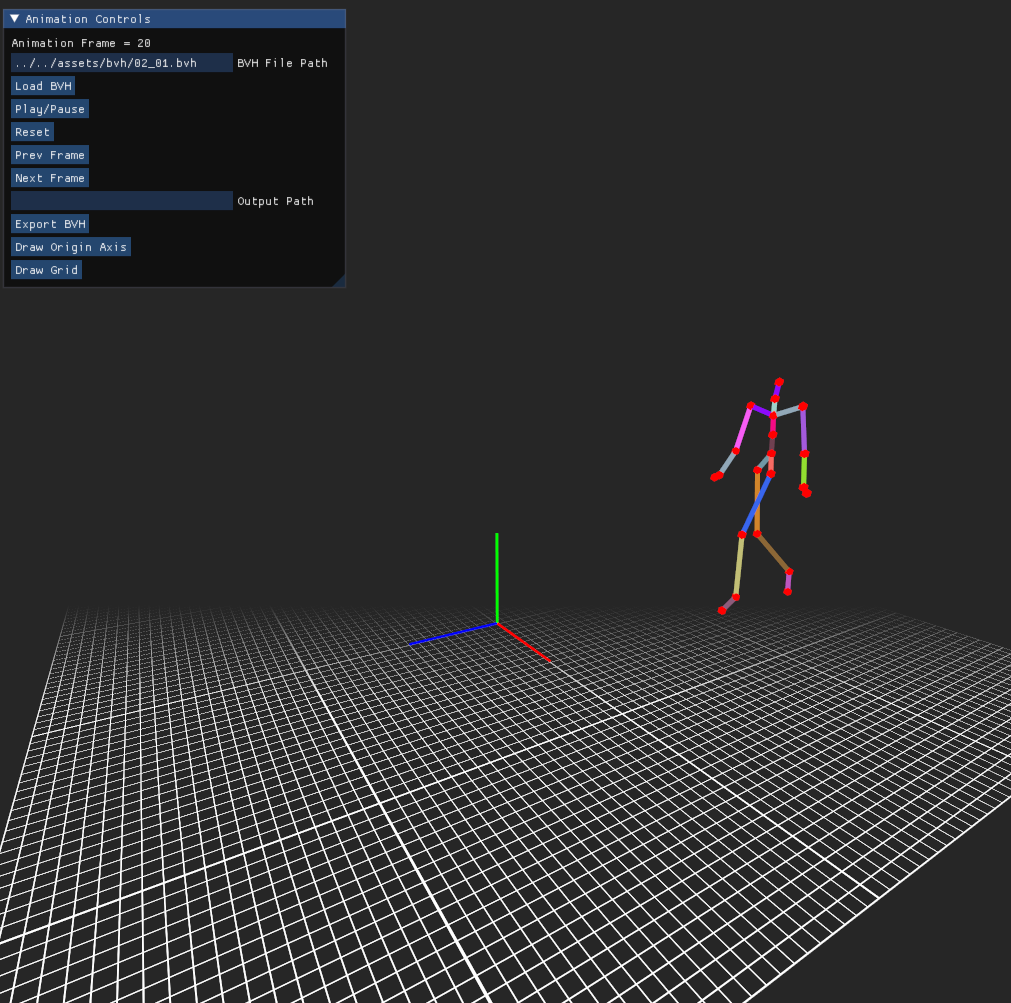 Animation Controls
Animation Frame = 20
../../assets/bvh/02_01.bvh BVH File Path
Load BVH
Play/Pause
Reset
Prev Frame
Next Frame
Output Path
Export BVH
Draw Origin Axis
Draw Grid